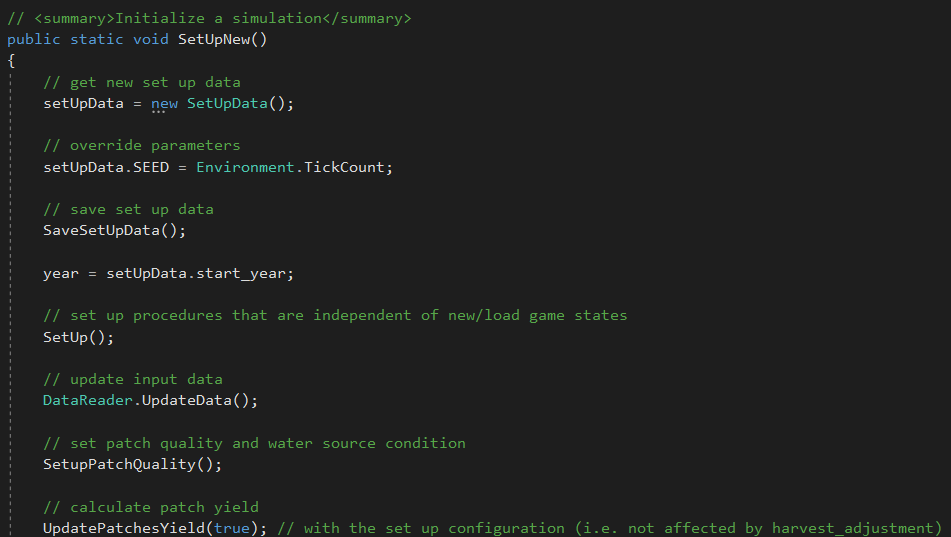 // <summary>Initialize a simulation</summary>
public static void SetUpNew()
{
// get new set up data
setUpData = new SetUpData();
// override parameters
setUpData.SEED = Environment.TickCount;
// save set up data
SaveSetUpData();
year = setUpData.start_year;
// set up procedures that are independent of new/load game states
SetUp();
// update input data
DataReader.UpdateData();
// set patch quality and water source condition
SetupPatchQuality();
// calculate patch yield
UpdatePatchesYield(true); // with the set up configuration (i.e. not affected by harvest_adjustment)